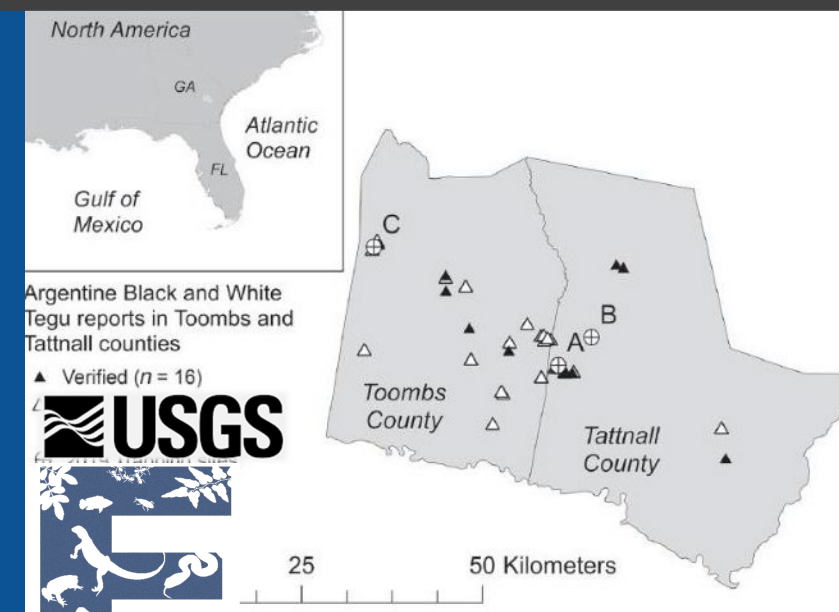 North America
GA
Atlantic
Ocean
FL
Gulf of
Mexico
Argentine Black and White
Tegu reports in Toombs and
Tattnall counties
Verified (n = 16)
USGS
C
B
A
Toombs
County
Tattnall
County
25
50 Kilometers